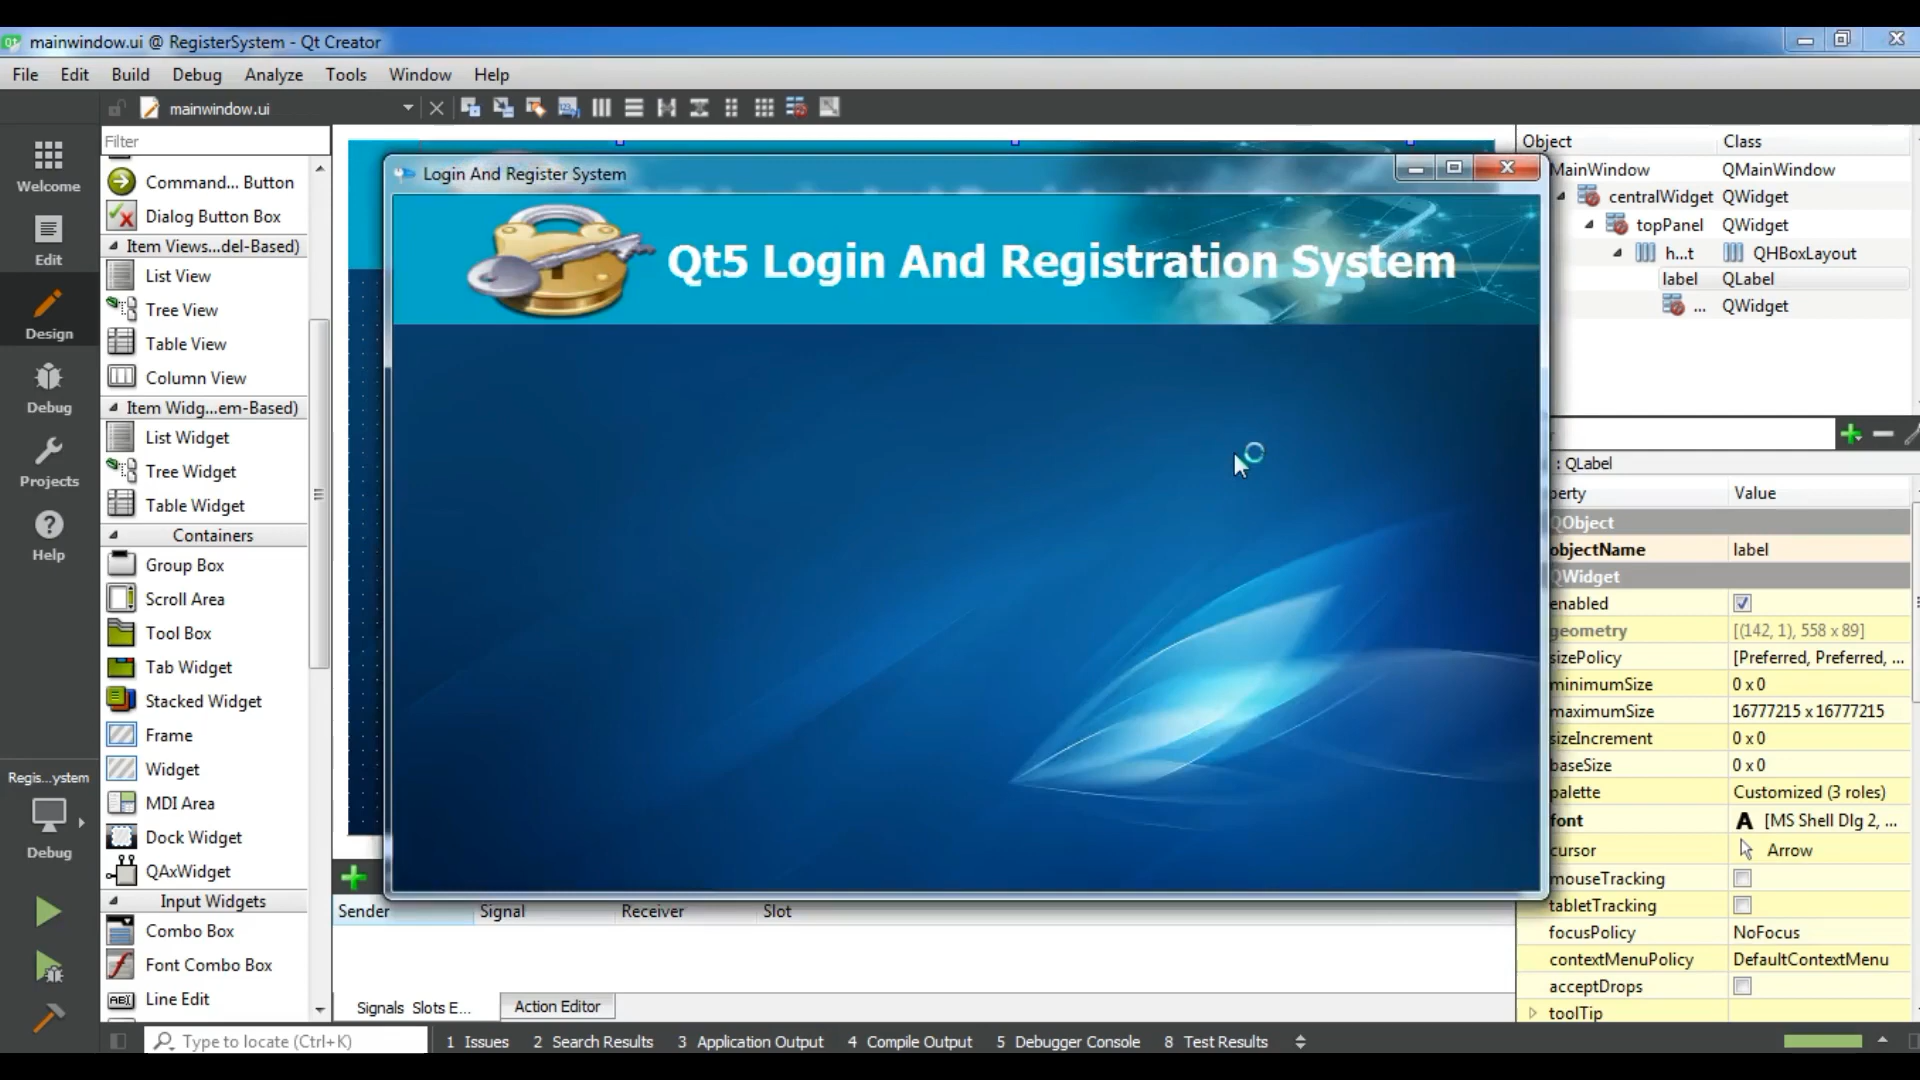 mainwindow.ui @ RegisterSystem - Qt Creator
File Edit Build Debug Analyze Tools Window Help
mainwindow.ui
Filter
Welcome
Edit
Design
Debug
Projects
Help
Regis...ystem
Debug
Command... Button
Dialog Button Box
Item Views...del-Based)
List View
Tree View
Table View
Column View
Item Widg...em-Based)
List Widget
Tree Widget
Table Widget
Containers
Group Box
Scroll Area
Tool Box
Tab Widget
Stacked Widget
Frame
Widget
MDI Area
Dock Widget
QAxWidget
Input Widgets
Combo Box
Font Combo Box
Line Edit
Login And Register System
Qt5 Login And Registration System
Sender Signal Receiver Slot
Signals Slots E... Action Editor
Object Class
MainWindow QMainWindow
centralWidget QWidget
topPanel QWidget
h...t QHBoxLayout
label QLabel
... QWidget
: QLabel
perty Value
QObject
objectName label
QWidget
enabled
geometry [(142, 1), 558 x 89]
sizePolicy [Preferred, Preferred, ...
minimumSize 0 x 0
maximumSize 16777215 x 16777215
sizeIncrement 0 x 0
baseSize 0 x 0
palette Customized (3 roles)
font A [MS Shell Dlg 2, ...
cursor Arrow
mouseTracking
tabletTracking
focusPolicy NoFocus
contextMenuPolicy DefaultContextMenu
acceptDrops
toolTip
Type to locate (Ctrl+K) 1 Issues 2 Search Results 3 Application Output 4 Compile Output 5 Debugger Console 8 Test Results